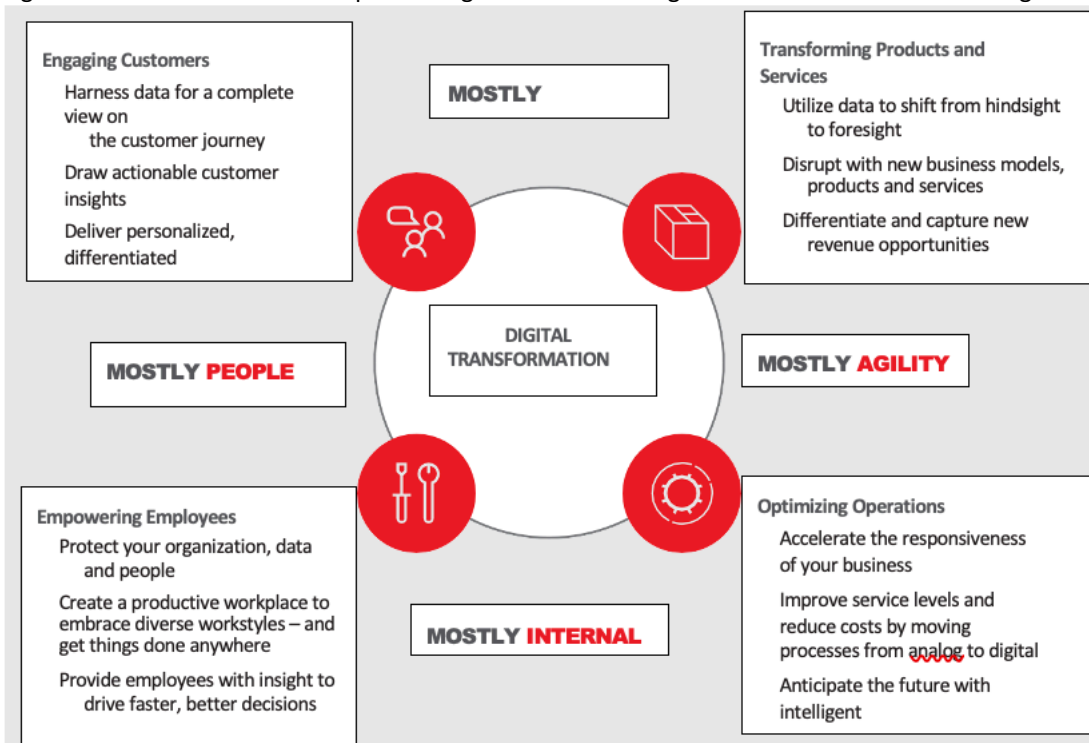 Engaging Customers
Harness data for a complete
view on
the customer journey
Draw actionable customer
insights
Deliver personalized,
differentiated
MOSTLY
Transforming Products and
Services
Utilize data to shift from hindsight
to foresight
Disrupt with new business models,
products and services
Differentiate and capture new
revenue opportunities
MOSTLY PEOPLE
DIGITAL
TRANSFORMATION
MOSTLY AGILITY
Empowering Employees
Protect your organization, data
and people
Create a productive workplace to
embrace diverse workstyles – and
get things done anywhere
Provide employees with insight to
drive faster, better decisions
MOSTLY INTERNAL
Optimizing Operations
Accelerate the responsiveness
of your business
Improve service levels and
reduce costs by moving
processes from analog to digital
Anticipate the future with
intelligent